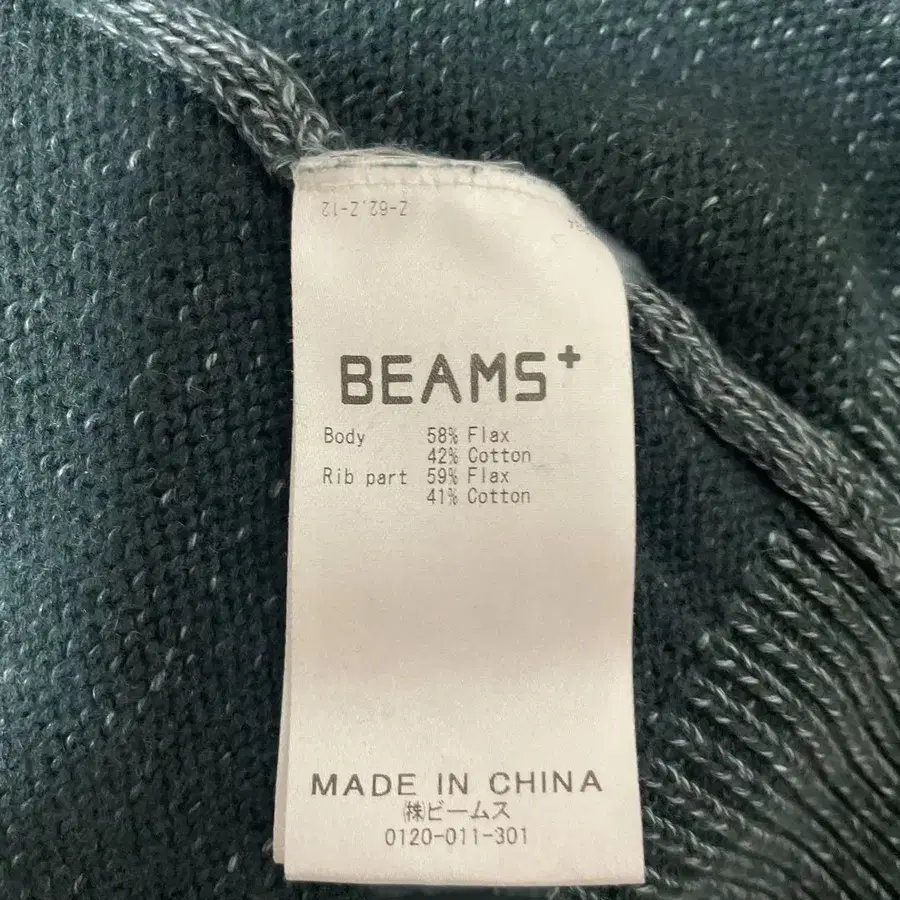 Z-62.Z-12
BEAMS+
Body 58% Flax
42% Cotton
Rib part 59% Flax
41% Cotton
MADE IN CHINA
㈱ビームス
0120-011-301